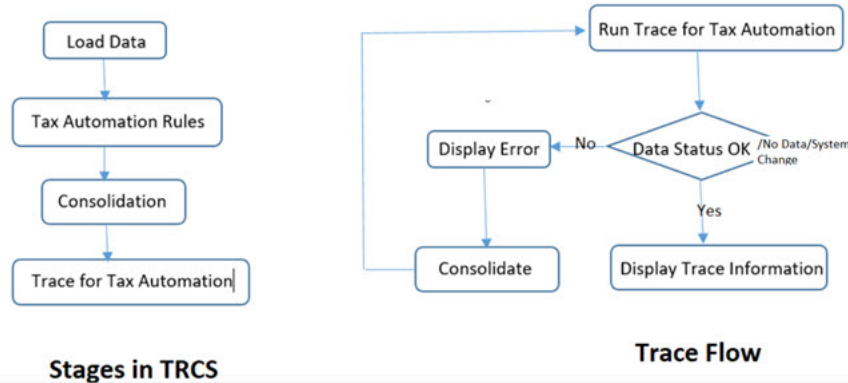 Load Data
Tax Automation Rules
Consolidation
Trace for Tax Automation
Stages in TRCS
Run Trace for Tax Automation
Data Status OK /No Data/System
Change
No
Display Error
Yes
Consolidate
Display Trace Information
Trace Flow